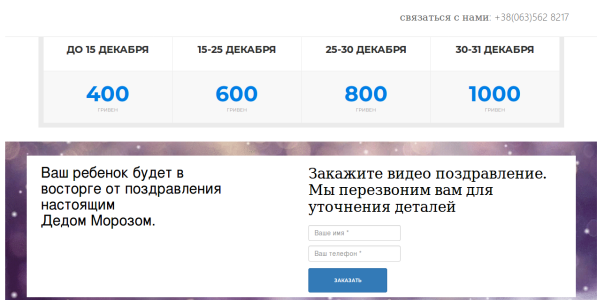 связаться с нами: +38(063)562 8217
ДО 15 ДЕКАБРЯ 15-25 ДЕКАБРЯ 25-30 ДЕКАБРЯ 30-31 ДЕКАБРЯ
400 600 800 1000
ГРИВЕН ГРИВЕН ГРИВЕН ГРИВЕН
Ваш ребенок будет в
восторге от поздравления
настоящим
Дедом Морозом.
Закажите видео поздравление.
Мы перезвоним вам для
уточнения деталей
Ваше имя *
Ваш телефон *
ЗАКАЗАТЬ